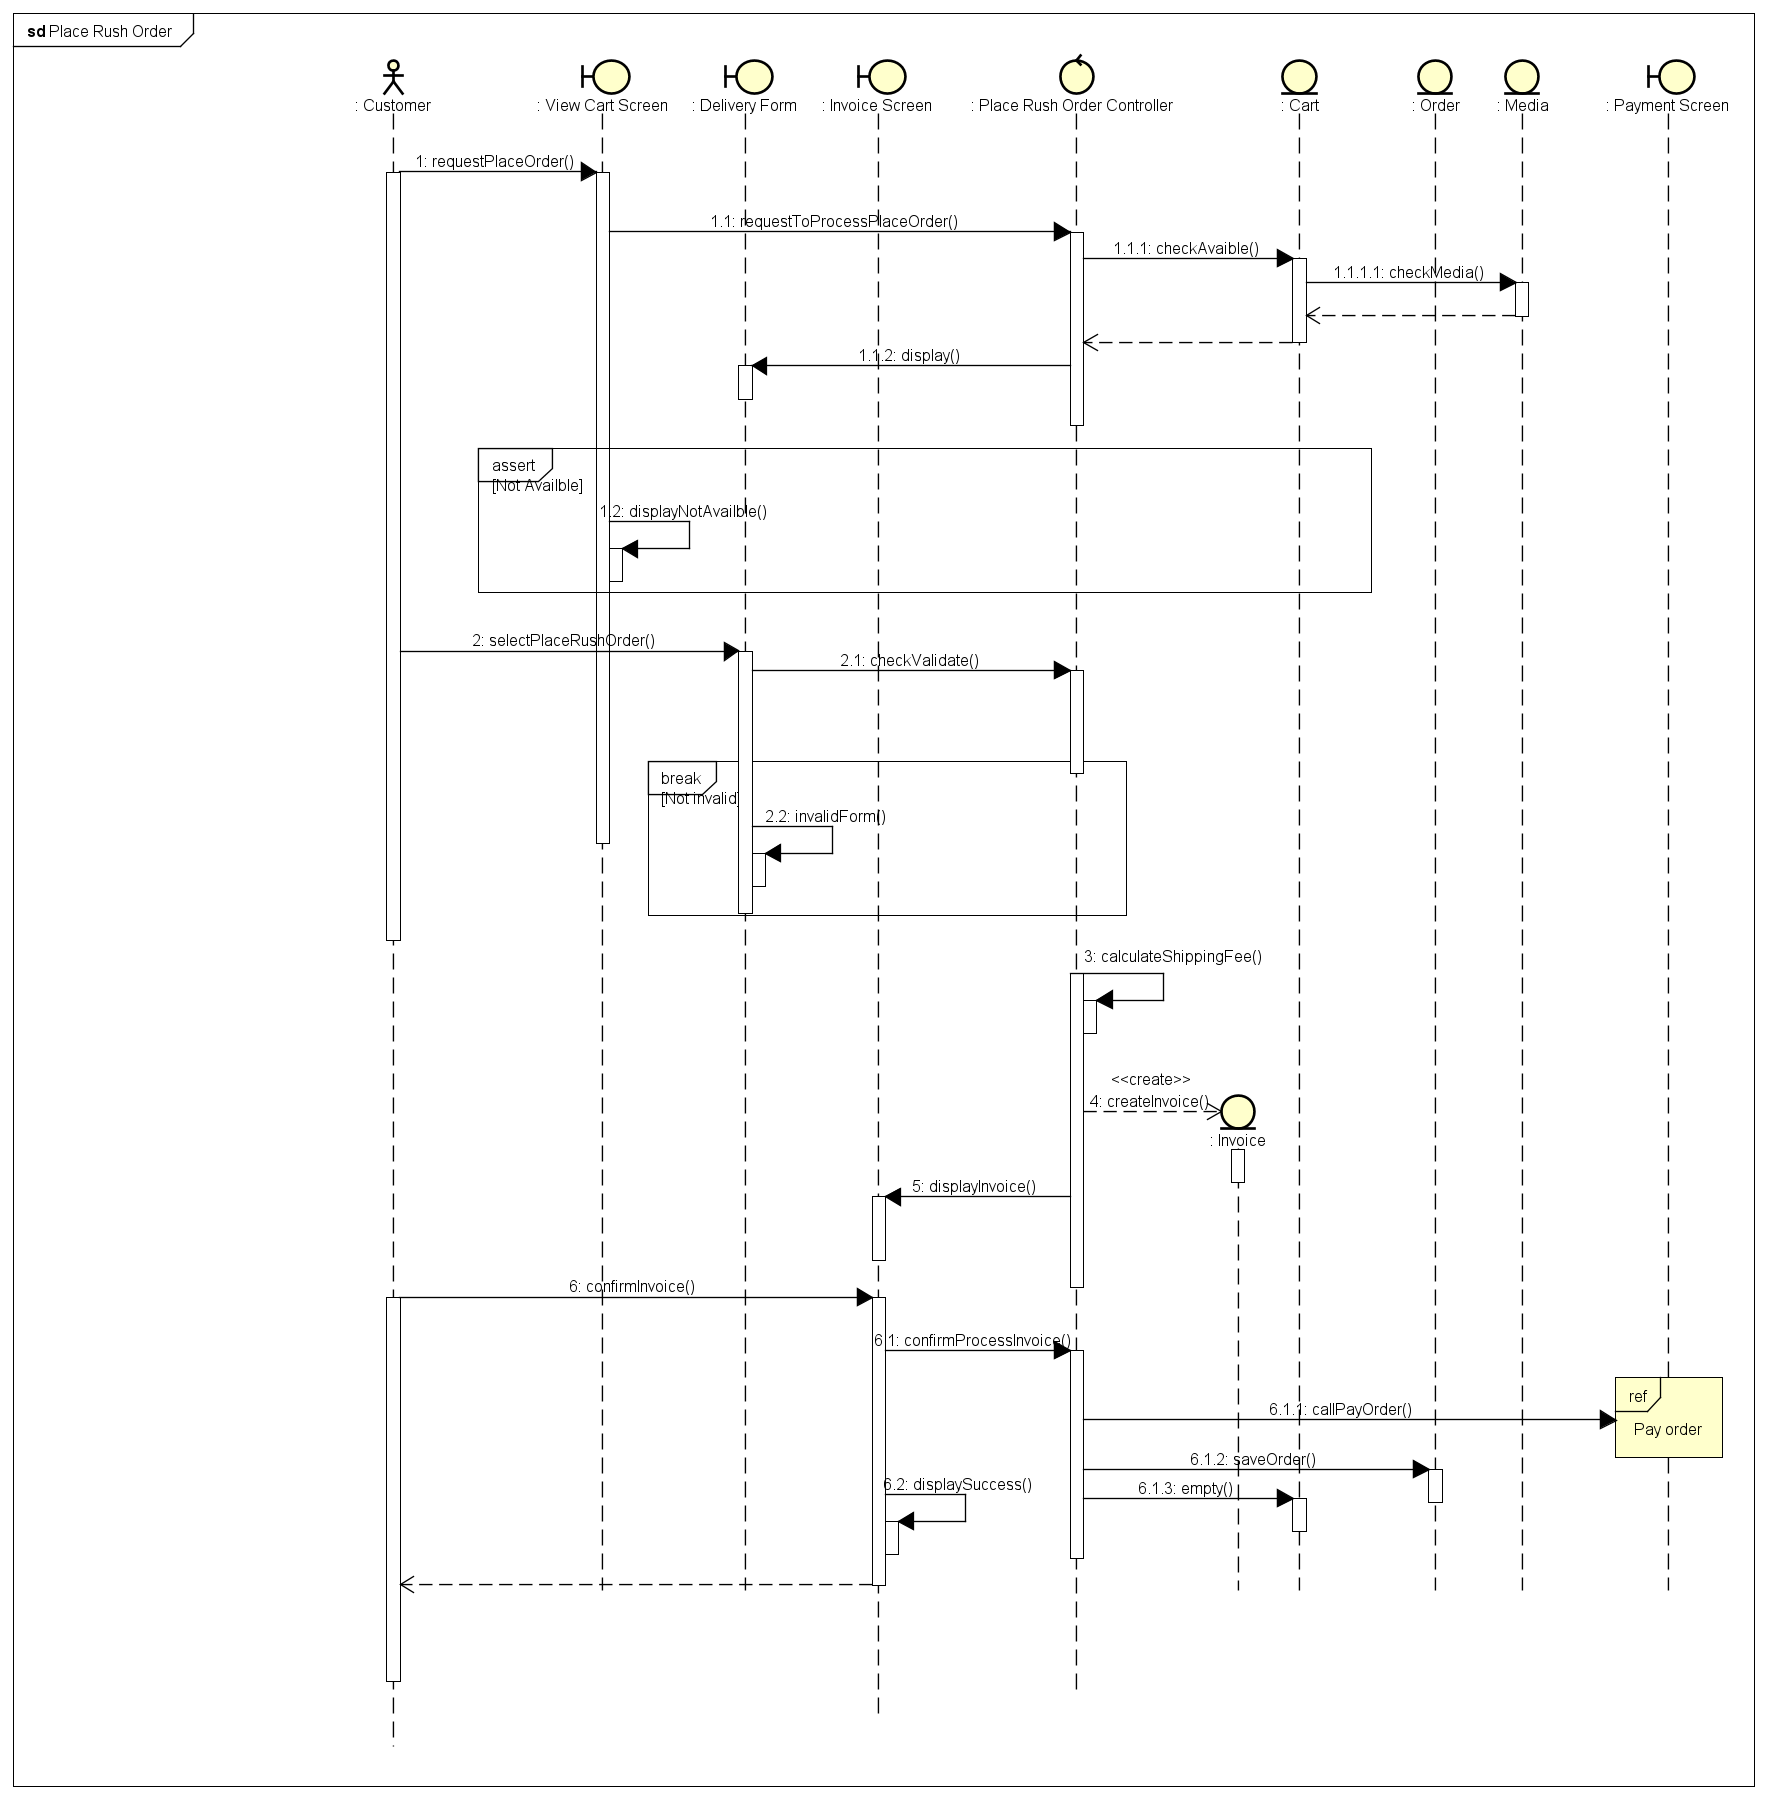 sd Place Rush Order
: Customer
: View Cart Screen
: Delivery Form
: Invoice Screen
: Place Rush Order Controller
: Cart
: Order
: Media
: Payment Screen
1: requestPlaceOrder()
1.1: requestToProcessPlaceOrder()
1.1.1: checkAvaible()
1.1.1.1: checkMedia()
1.1.2: display()
assert
[Not Availble]
1.2: displayNotAvailble()
2: selectPlaceRushOrder()
2.1: checkValidate()
break
[Not invalid]
2.2: invalidForm()
3: calculateShippingFee()
<<create>>
4: createInvoice()
: Invoice
5: displayInvoice()
6: confirmInvoice()
6.1: confirmProcessInvoice()
ref
6.1.1: callPayOrder()
Pay order
6.1.2: saveOrder()
6.2: displaySuccess()
6.1.3: empty()